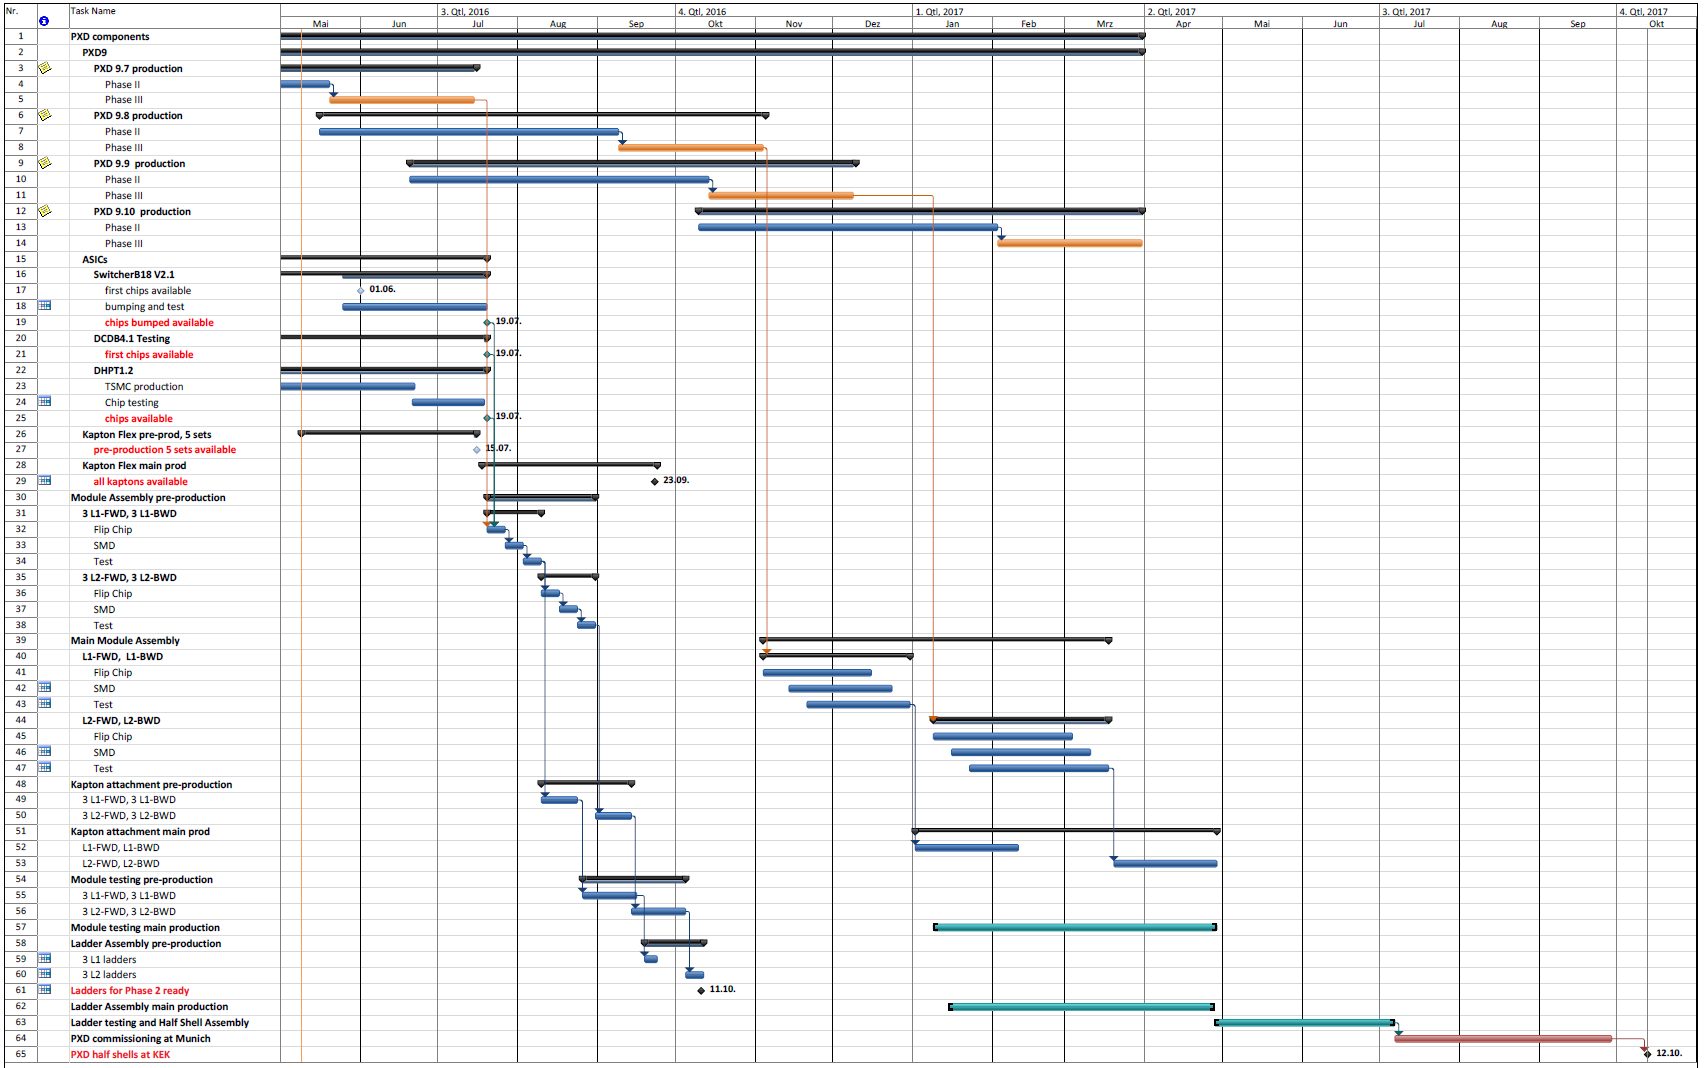 Nr. Task Name 3. Qtl, 2016 4. Qtl, 2016 1. Qtl, 2017 2. Qtl, 2017 3. Qtl, 2017 4. Qtl, 2017
Mai Jun Jul Aug Sep Okt Nov Dez Jan Feb Mrz Apr Mai Jun Jul Aug Sep Okt
1 PXD components
2 PXD9
3 PXD 9.7 production
4 Phase II
5 Phase III
6 PXD 9.8 production
7 Phase II
8 Phase III
9 PXD 9.9 production
10 Phase II
11 Phase III
12 PXD 9.10 production
13 Phase II
14 Phase III
15 ASICs
16 SwitcherB18 V2.1
17 first chips available 01.06.
18 bumping and test
19 chips bumped available 19.07.
20 DCDB4.1 Testing
21 first chips available 19.07.
22 DHPT1.2
23 TSMC production
24 Chip testing
25 chips available 19.07.
26 Kapton Flex pre-prod, 5 sets
27 pre-production 5 sets available 15.07.
28 Kapton Flex main prod
29 all kaptons available 23.09.
30 Module Assembly pre-production
31 3 L1-FWD, 3 L1-BWD
32 Flip Chip
33 SMD
34 Test
35 3 L2-FWD, 3 L2-BWD
36 Flip Chip
37 SMD
38 Test
39 Main Module Assembly
40 L1-FWD, L1-BWD
41 Flip Chip
42 SMD
43 Test
44 L2-FWD, L2-BWD
45 Flip Chip
46 SMD
47 Test
48 Kapton attachment pre-production
49 3 L1-FWD, 3 L1-BWD
50 3 L2-FWD, 3 L2-BWD
51 Kapton attachment main prod
52 L1-FWD, L1-BWD
53 L2-FWD, L2-BWD
54 Module testing pre-production
55 3 L1-FWD, 3 L1-BWD
56 3 L2-FWD, 3 L2-BWD
57 Module testing main production
58 Ladder Assembly pre-production
59 3 L1 ladders
60 3 L2 ladders
61 Ladders for Phase 2 ready 11.10.
62 Ladder Assembly main production
63 Ladder testing and Half Shell Assembly
64 PXD commissioning at Munich
65 PXD half shells at KEK 12.10.